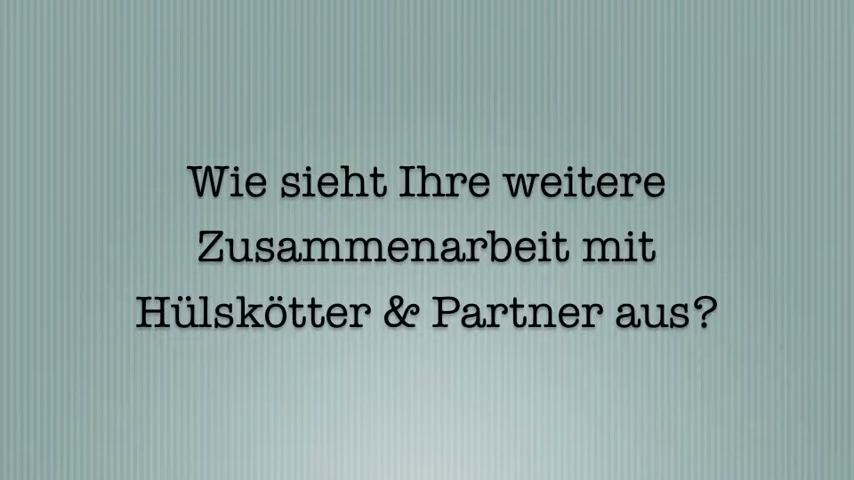 Wie sieht Ihre weitere
Zusammenarbeit mit
Hülskötter & Partner aus?